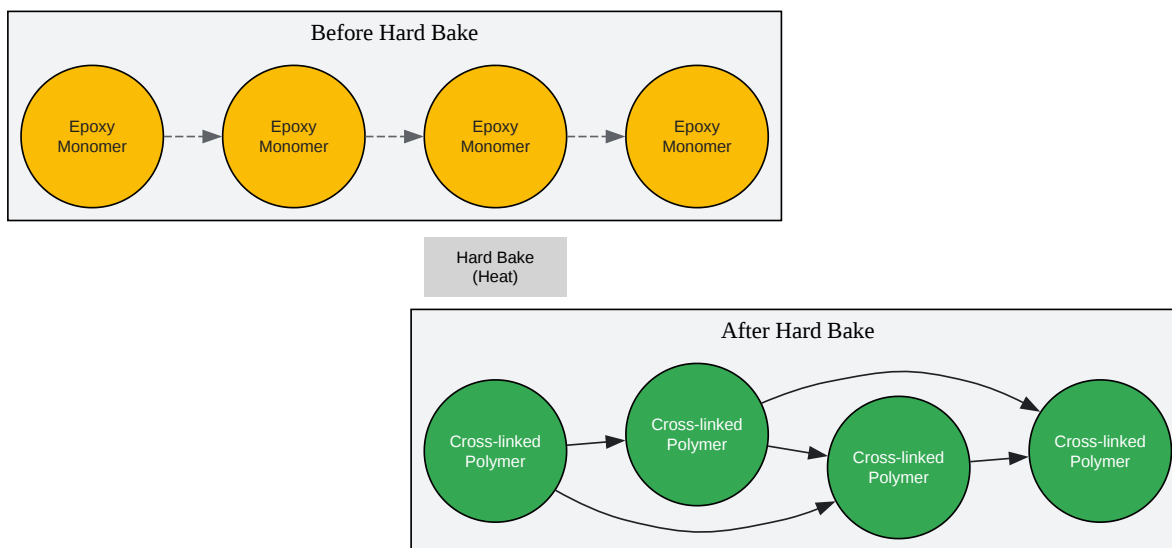 Before Hard Bake
Epoxy
Monomer
Epoxy
Monomer
Epoxy
Monomer
Epoxy
Monomer
Hard Bake
(Heat)
After Hard Bake
Cross-linked
Polymer
Cross-linked
Polymer
Cross-linked
Polymer
Cross-linked
Polymer